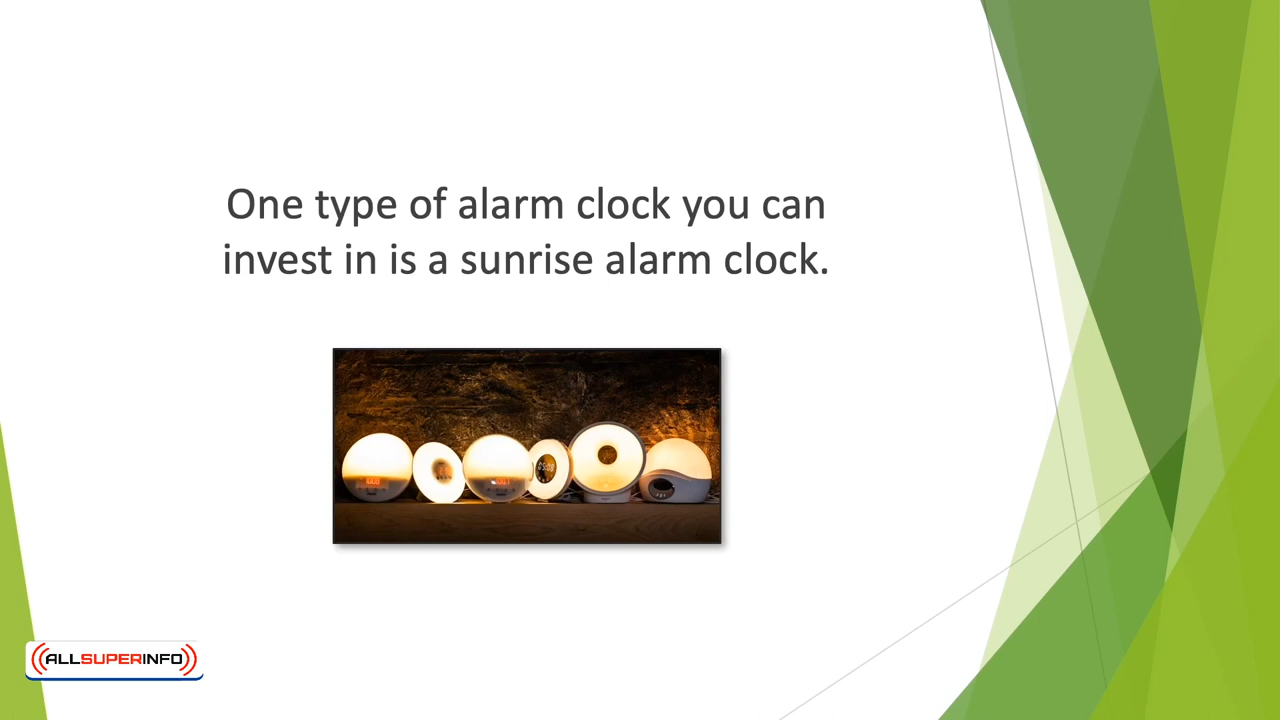 One type of alarm clock you can
invest in is a sunrise alarm clock.
ALLSUPERINFO